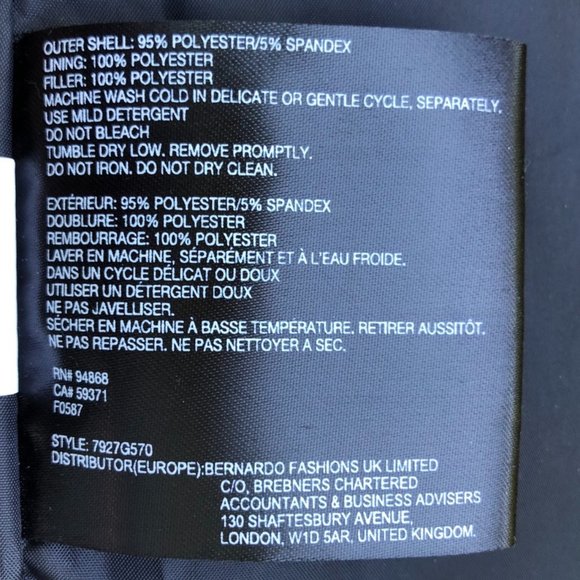 OUTER SHELL: 95% POLYESTER/5% SPANDEX
LINING: 100% POLYESTER
FILLER: 100% POLYESTER
MACHINE WASH COLD IN DELICATE OR GENTLE CYCLE, SEPARATELY.
USE MILD DETERGENT
DO NOT BLEACH
TUMBLE DRY LOW. REMOVE PROMPTLY.
DO NOT IRON. DO NOT DRY CLEAN.
EXTÉRIEUR: 95% POLYESTER/5% SPANDEX
DOUBLURE: 100% POLYESTER
REMBOURRAGE: 100% POLYESTER
LAVER EN MACHINE, SÉPARÉMENT ET À L'EAU FROIDE.
DANS UN CYCLE DÉLICAT OU DOUX
UTILISER UN DÉTERGENT DOUX
NE PAS JAVELLISER.
SÉCHER EN MACHINE À BASSE TEMPÉRATURE. RETIRER AUSSITÔT.
NE PAS REPASSER. NE PAS NETTOYER A SEC.
RN# 94868
CA# 59371
F0587
STYLE: 7927G570
DISTRIBUTOR(EUROPE):BERNARDO FASHIONS UK LIMITED
C/O, BREBNERS CHARTERED
ACCOUNTANTS & BUSINESS ADVISERS
130 SHAFTESBURY AVENUE,
LONDON, W1D 5AR, UNITED KINGDOM.